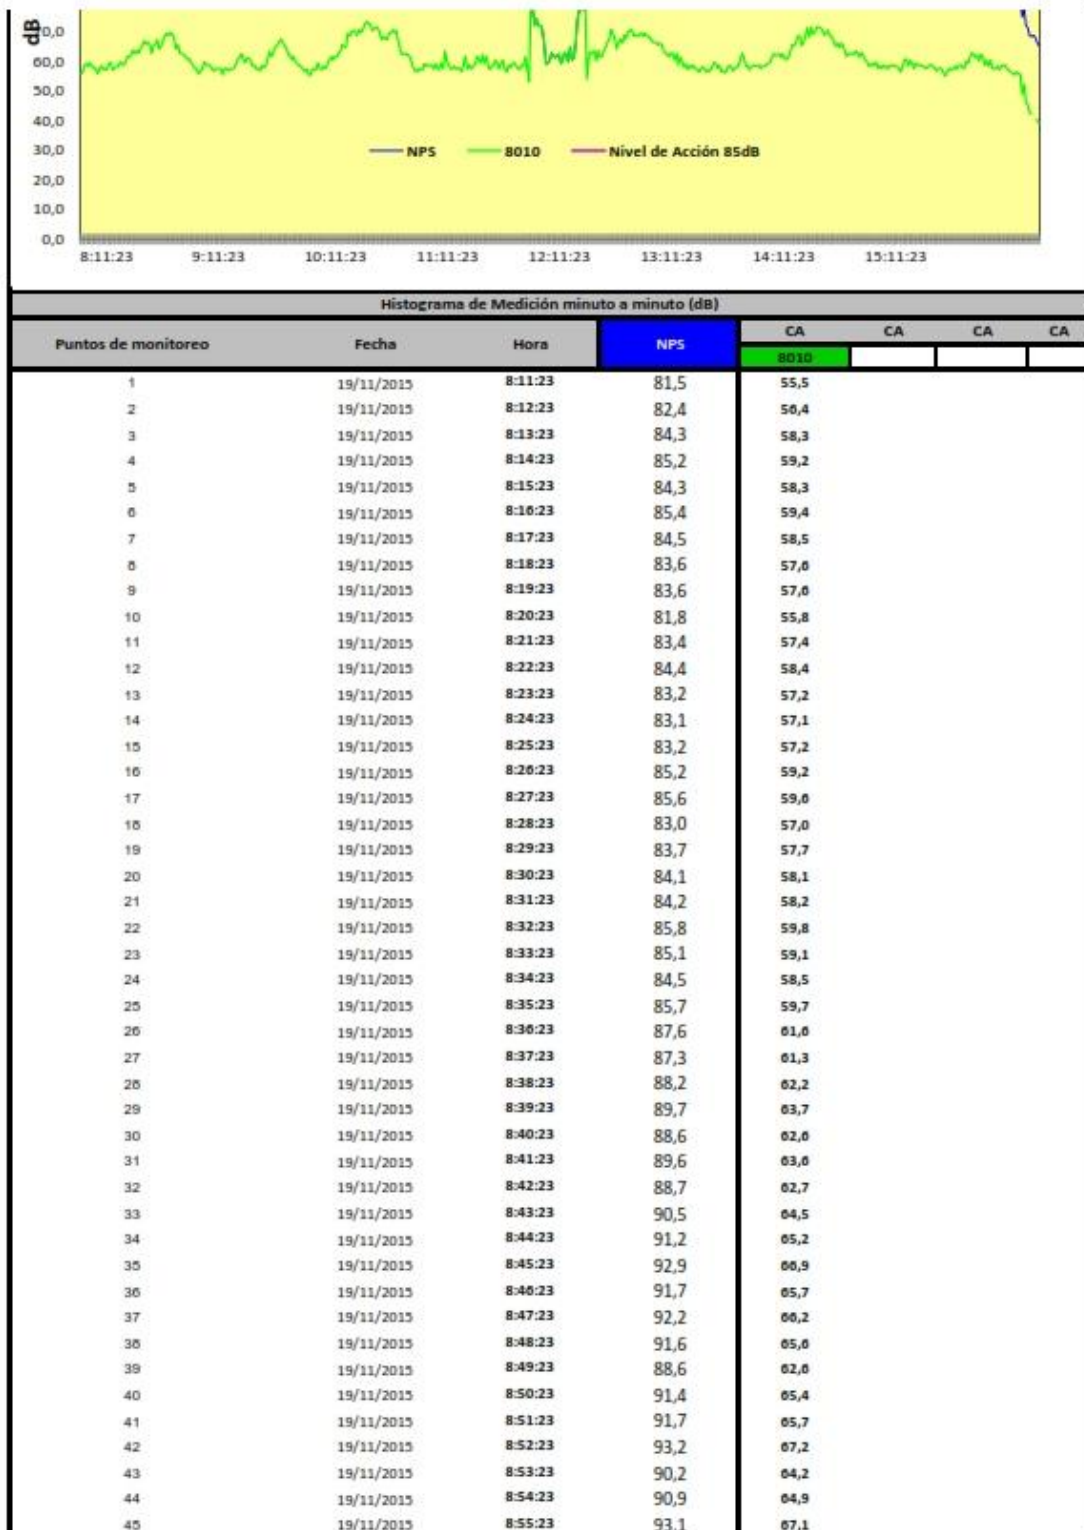 dB
70,0
60,0
50,0
40,0
30,0
20,0
10,0
0,0
NPS 8010 Nivel de Acción 85dB
8:11:23 9:11:23 10:11:23 11:11:23 12:11:23 13:11:23 14:11:23 15:11:23
Histograma de Medición minuto a minuto (dB)
Puntos de monitoreo Fecha Hora NPS CA CA CA CA
8010
1 19/11/2015 8:11:23 81,5 55,5
2 19/11/2015 8:12:23 82,4 56,4
3 19/11/2015 8:13:23 84,3 58,3
4 19/11/2015 8:14:23 85,2 59,2
5 19/11/2015 8:15:23 84,3 58,3
6 19/11/2015 8:16:23 85,4 59,4
7 19/11/2015 8:17:23 84,5 58,5
8 19/11/2015 8:18:23 83,6 57,6
9 19/11/2015 8:19:23 83,6 57,6
10 19/11/2015 8:20:23 81,8 55,8
11 19/11/2015 8:21:23 83,4 57,4
12 19/11/2015 8:22:23 84,4 58,4
13 19/11/2015 8:23:23 83,2 57,2
14 19/11/2015 8:24:23 83,1 57,1
15 19/11/2015 8:25:23 83,2 57,2
16 19/11/2015 8:26:23 85,2 59,2
17 19/11/2015 8:27:23 85,6 59,6
18 19/11/2015 8:28:23 83,0 57,0
19 19/11/2015 8:29:23 83,7 57,7
20 19/11/2015 8:30:23 84,1 58,1
21 19/11/2015 8:31:23 84,2 58,2
22 19/11/2015 8:32:23 85,8 59,8
23 19/11/2015 8:33:23 85,1 59,1
24 19/11/2015 8:34:23 84,5 58,5
25 19/11/2015 8:35:23 85,7 59,7
26 19/11/2015 8:36:23 87,6 61,6
27 19/11/2015 8:37:23 87,3 61,3
28 19/11/2015 8:38:23 88,2 62,2
29 19/11/2015 8:39:23 89,7 63,7
30 19/11/2015 8:40:23 88,6 62,6
31 19/11/2015 8:41:23 89,6 63,6
32 19/11/2015 8:42:23 88,7 62,7
33 19/11/2015 8:43:23 90,5 64,5
34 19/11/2015 8:44:23 91,2 65,2
35 19/11/2015 8:45:23 92,9 66,9
36 19/11/2015 8:46:23 91,7 65,7
37 19/11/2015 8:47:23 92,2 66,2
38 19/11/2015 8:48:23 91,6 65,6
39 19/11/2015 8:49:23 88,6 62,6
40 19/11/2015 8:50:23 91,4 65,4
41 19/11/2015 8:51:23 91,7 65,7
42 19/11/2015 8:52:23 93,2 67,2
43 19/11/2015 8:53:23 90,2 64,2
44 19/11/2015 8:54:23 90,9 64,9
45 19/11/2015 8:55:23 93,1 67,1